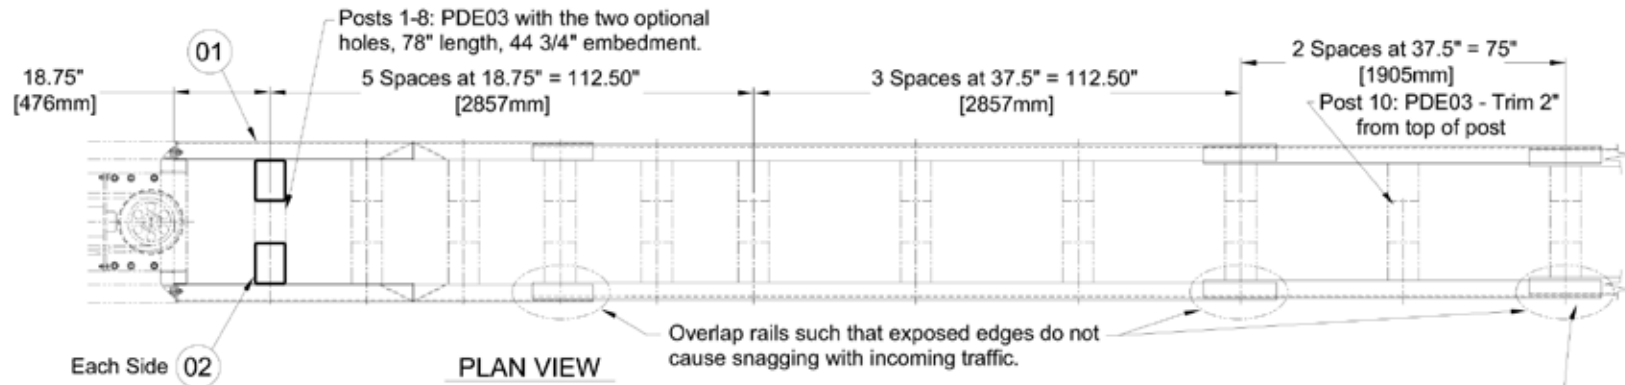 Posts 1-8: PDE03 with the two optional
holes, 78" length, 44 3/4" embedment.
01
18.75"
[476mm]
5 Spaces at 18.75" = 112.50"
[2857mm]
3 Spaces at 37.5" = 112.50"
[2857mm]
2 Spaces at 37.5" = 75"
[1905mm]
Post 10: PDE03 - Trim 2"
from top of post
Overlap rails such that exposed edges do not
cause snagging with incoming traffic.
Each Side 02
PLAN VIEW